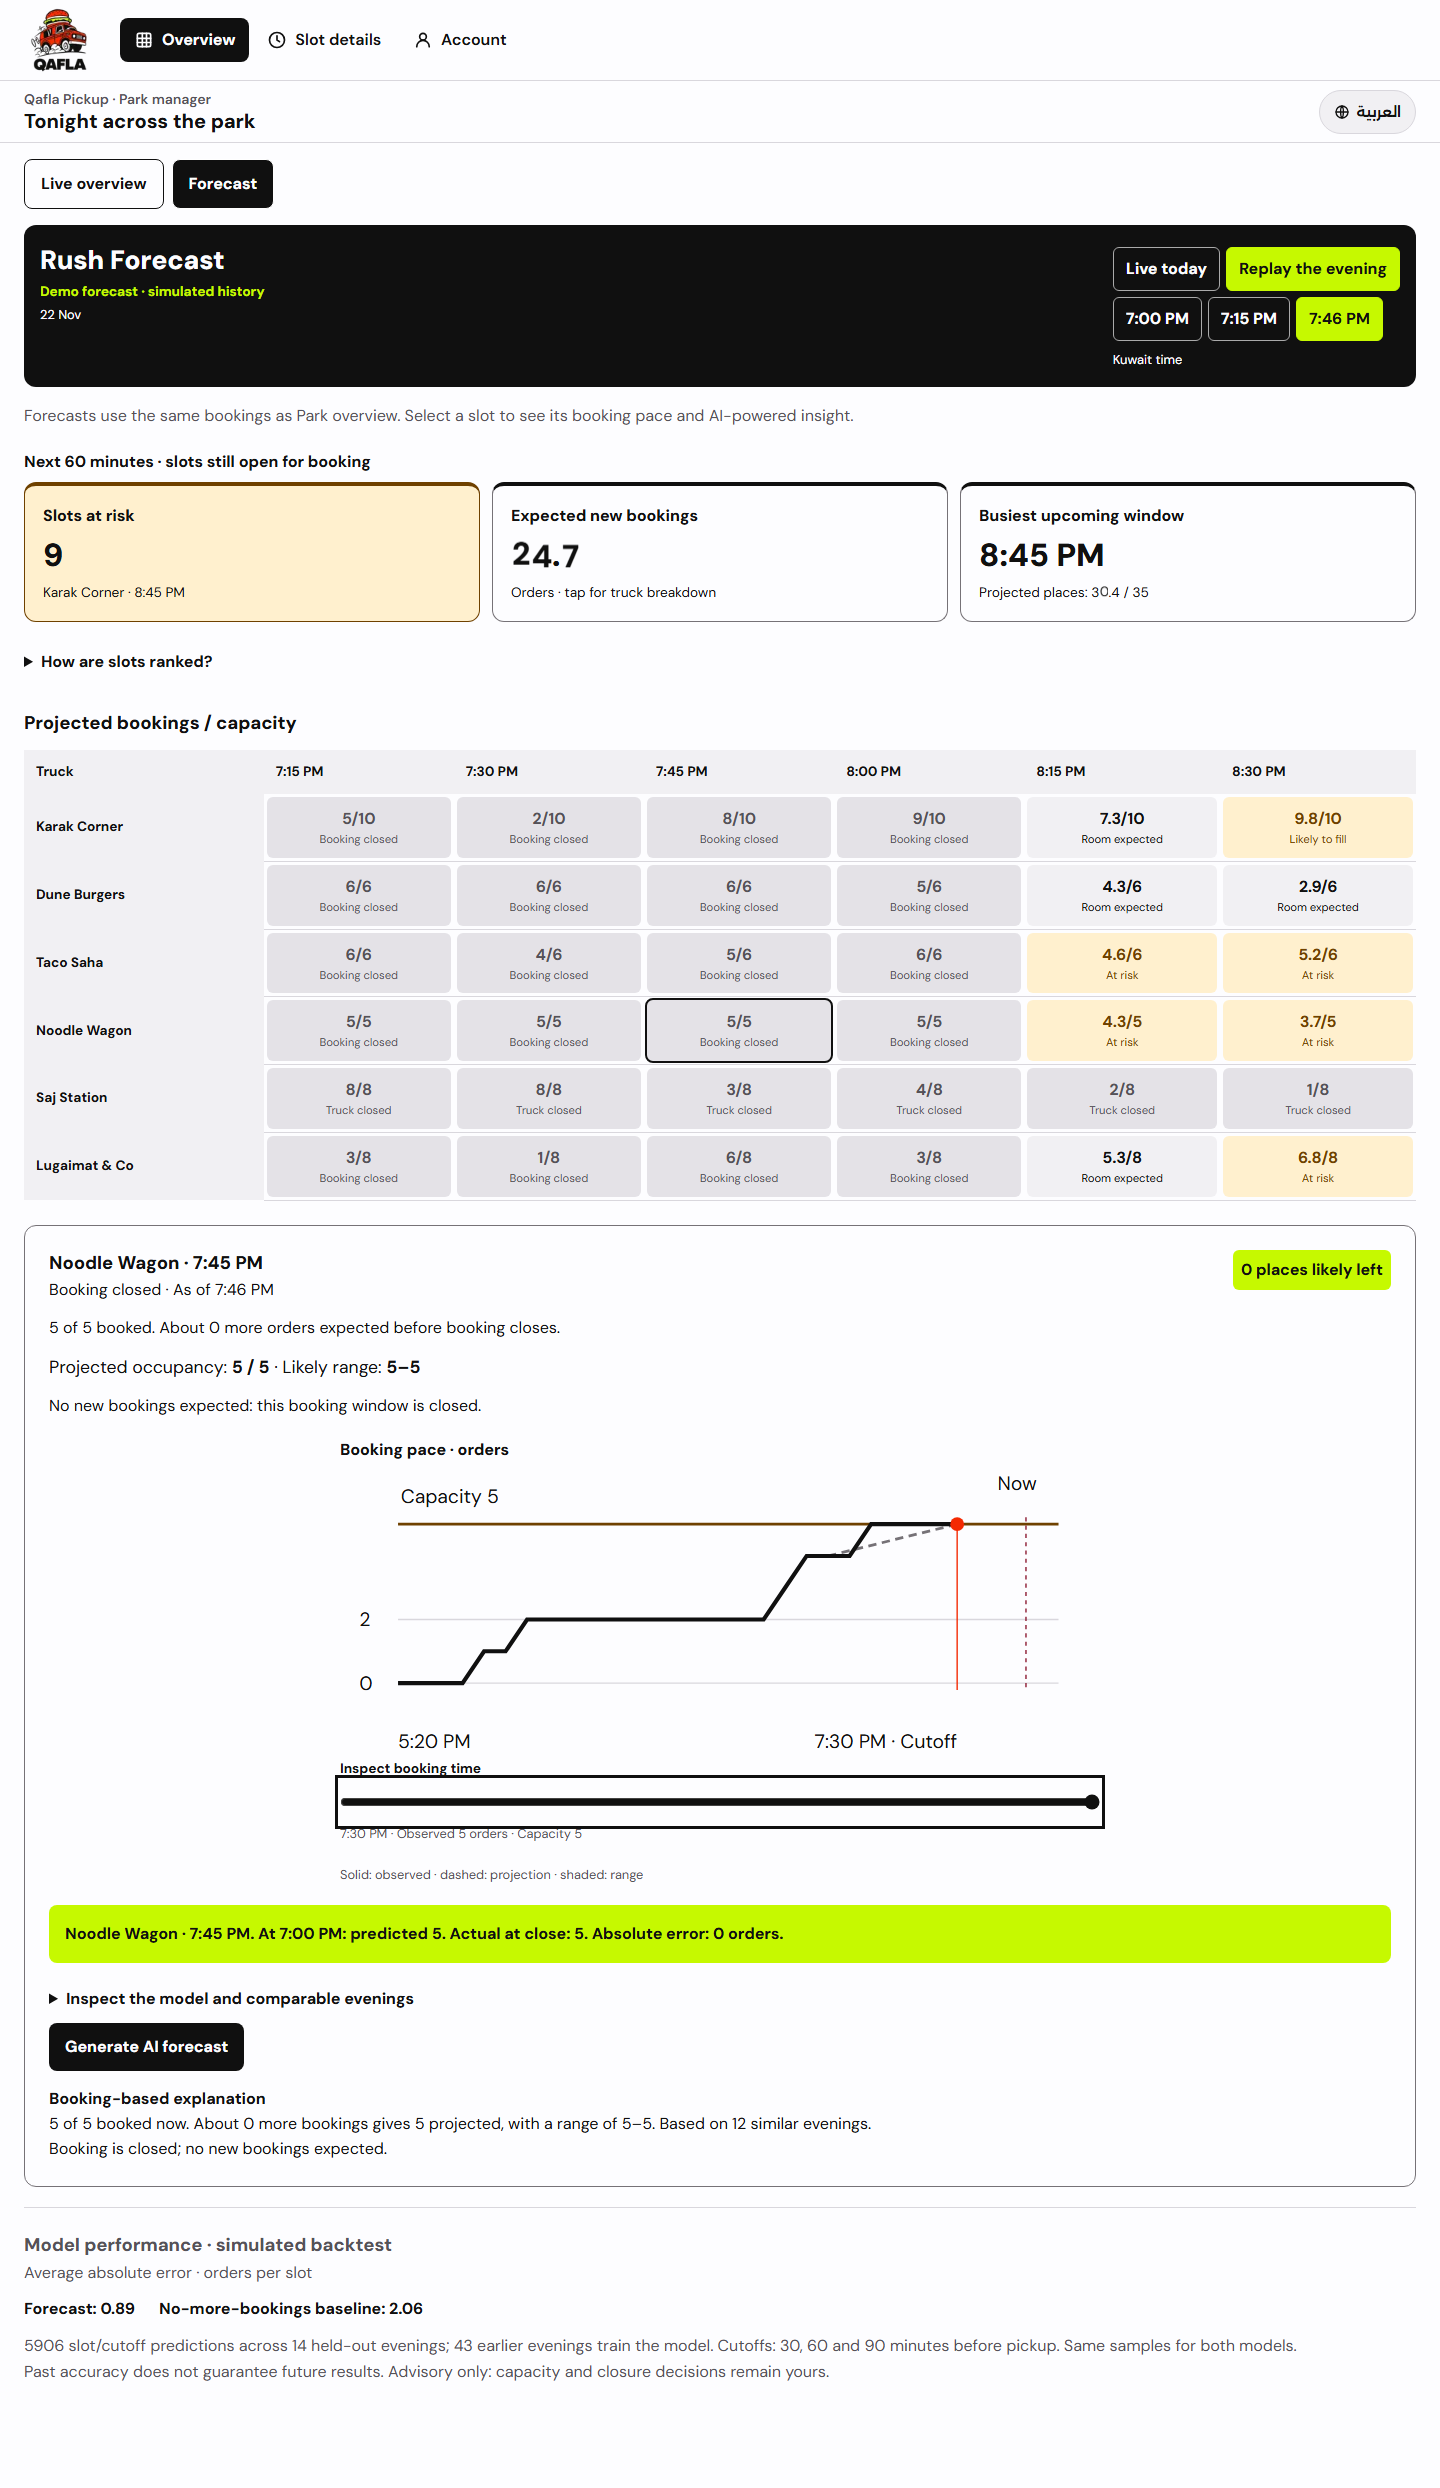 QAFLA
Overview
Slot details
Account
Qafla Pickup · Park manager
Tonight across the park
العربية
Live overview
Forecast
Rush Forecast
Demo forecast · simulated history
22 Nov
Live today
Replay the evening
7:00 PM
7:15 PM
7:46 PM
Kuwait time
Forecasts use the same bookings as Park overview. Select a slot to see its booking pace and AI-powered insight.
Next 60 minutes · slots still open for booking
Slots at risk
9
Karak Corner · 8:45 PM
Expected new bookings
24.7
Orders · tap for truck breakdown
Busiest upcoming window
8:45 PM
Projected places: 30.4 / 35
How are slots ranked?
Projected bookings / capacity
Truck 7:15 PM 7:30 PM 7:45 PM 8:00 PM 8:15 PM 8:30 PM
Karak Corner 5/10 2/10 8/10 9/10 7.3/10 9.8/10
Booking closed Booking closed Booking closed Booking closed Room expected Likely to fill
Dune Burgers 6/6 6/6 6/6 5/6 4.3/6 2.9/6
Booking closed Booking closed Booking closed Booking closed Room expected Room expected
Taco Saha 6/6 4/6 5/6 6/6 4.6/6 5.2/6
Booking closed Booking closed Booking closed Booking closed At risk At risk
Noodle Wagon 5/5 5/5 5/5 5/5 4.3/5 3.7/5
Booking closed Booking closed Booking closed Booking closed At risk At risk
Saj Station 8/8 8/8 3/8 4/8 2/8 1/8
Truck closed Truck closed Truck closed Truck closed Truck closed Truck closed
Lugaimat & Co 3/8 1/8 6/8 3/8 5.3/8 6.8/8
Booking closed Booking closed Booking closed Booking closed Room expected At risk
Noodle Wagon · 7:45 PM
Booking closed · As of 7:46 PM
0 places likely left
5 of 5 booked. About 0 more orders expected before booking closes.
Projected occupancy: 5 / 5 · Likely range: 5–5
No new bookings expected: this booking window is closed.
Booking pace · orders
Now
Capacity 5
2
0
5:20 PM
7:30 PM · Cutoff
Inspect booking time
7:30 PM · Observed 5 orders · Capacity 5
Solid: observed · dashed: projection · shaded: range
Noodle Wagon · 7:45 PM. At 7:00 PM: predicted 5. Actual at close: 5. Absolute error: 0 orders.
Inspect the model and comparable evenings
Generate AI forecast
Booking-based explanation
5 of 5 booked now. About 0 more bookings gives 5 projected, with a range of 5–5. Based on 12 similar evenings.
Booking is closed; no new bookings expected.
Model performance · simulated backtest
Average absolute error · orders per slot
Forecast: 0.89 No-more-bookings baseline: 2.06
5906 slot/cutoff predictions across 14 held-out evenings; 43 earlier evenings train the model. Cutoffs: 30, 60 and 90 minutes before pickup. Same samples for both models.
Past accuracy does not guarantee future results. Advisory only: capacity and closure decisions remain yours.